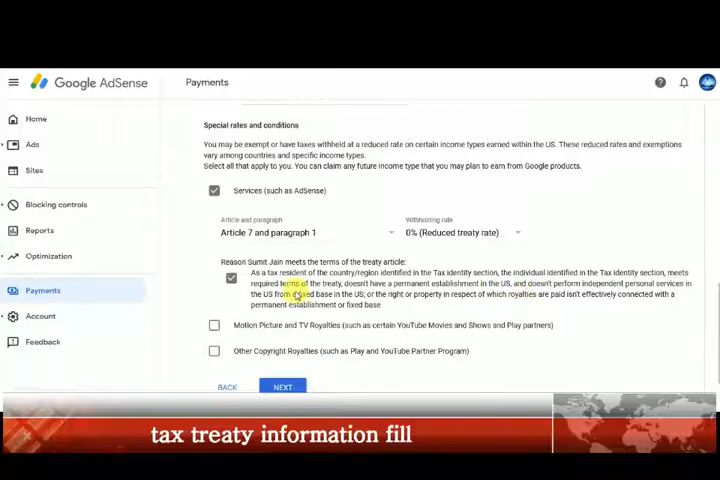 Google AdSense
Payments
Home
Ads
Sites
Blocking controls
Reports
Optimization
Payments
Account
Feedback
Special rates and conditions
You may be exempt or have taxes withheld at a reduced rate on certain income types earned within the US. These reduced rates and exemptions
vary among countries and specific income types.
Select all that apply to you. You can claim any future income type that you may plan to earn from Google products.
Services (such as AdSense)
Article and paragraph
Article 7 and paragraph 1
Withholding rate
0% (Reduced treaty rate)
Reason Sumit Jain meets the terms of the treaty article:
As a tax resident of the country/region identified in the Tax identity section, the individual identified in the Tax identity section, meets
required terms of the treaty, doesn't have a permanent establishment in the US, and doesn't perform independent personal services in
the US from fixed base in the US; or the right or property in respect of which royalties are paid isn't effectively connected with a
permanent establishment or fixed base
Motion Picture and TV Royalties (such as certain YouTube Movies and Shows and Play partners)
Other Copyright Royalties (such as Play and YouTube Partner Program)
BACK
NEXT
tax treaty information fill